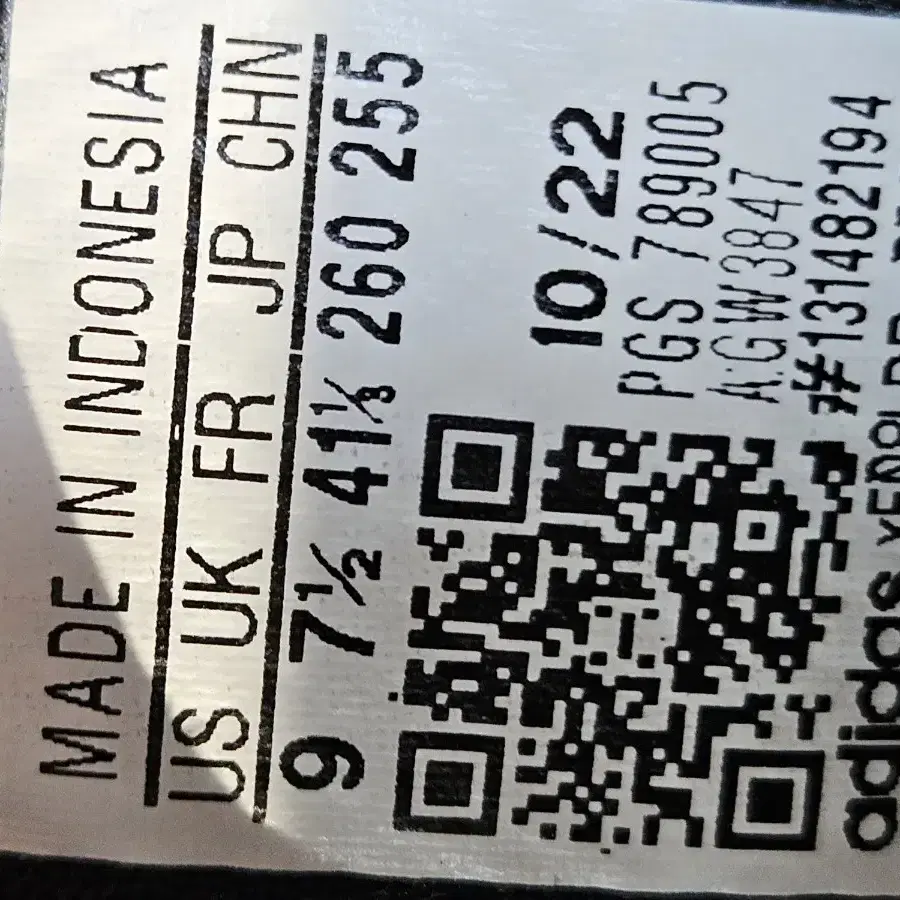 MADE IN INDONESIA
US UK FR JP CHN
9 7½ 41⅓ 260 255
10/22
PGS 789005
GW3847
#131482194
adidas